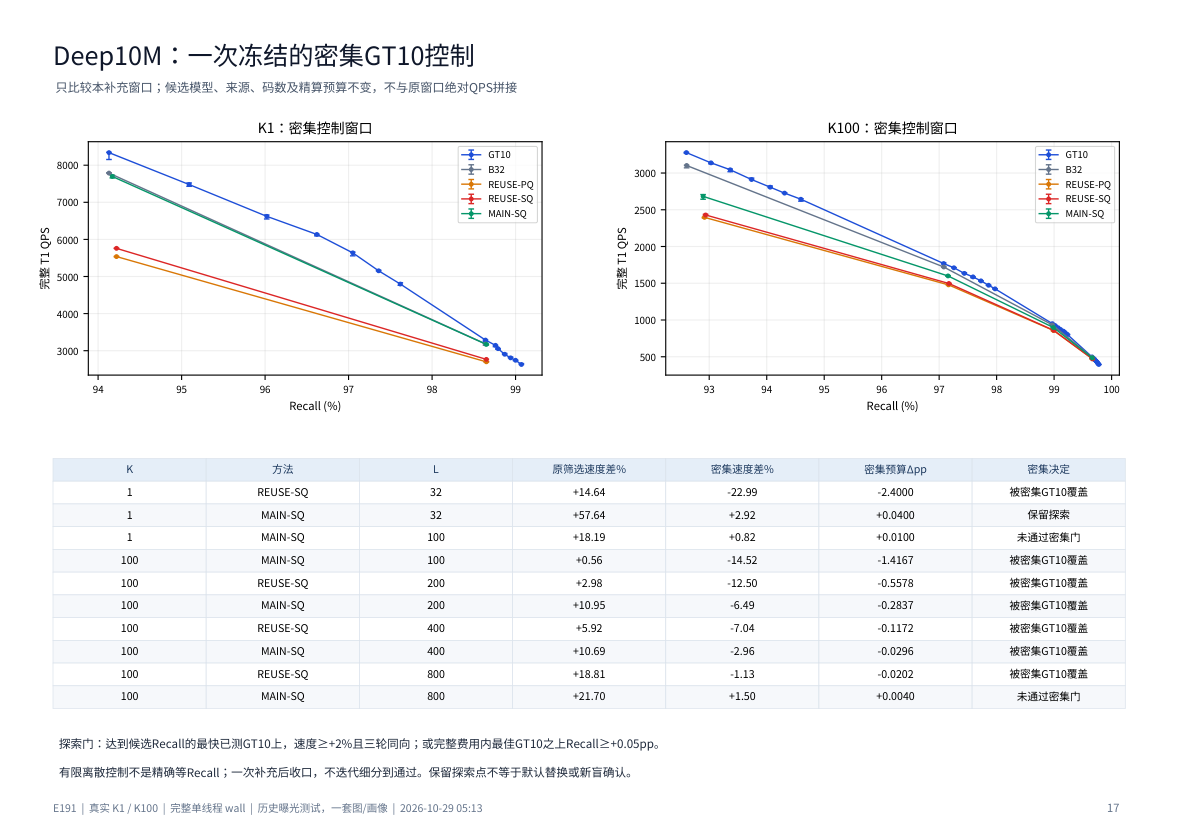 Deep10M：一次冻结的密集GT10控制
只比较本补充窗口；候选模型、来源、码数及精算预算不变，不与原窗口绝对QPS拼接
K1：密集控制窗口
完整 T1 QPS
8000
7000
6000
5000
4000
3000
94 95 96 97 98 99
Recall (%)
GT10
B32
REUSE-PQ
REUSE-SQ
MAIN-SQ
K100：密集控制窗口
完整 T1 QPS
3000
2500
2000
1500
1000
500
93 94 95 96 97 98 99 100
Recall (%)
GT10
B32
REUSE-PQ
REUSE-SQ
MAIN-SQ
K 方法 L 原筛选速度差% 密集速度差% 密集预算Δpp 密集决定
1 REUSE-SQ 32 +14.64 -22.99 -2.4000 被密集GT10覆盖
1 MAIN-SQ 32 +57.64 +2.92 +0.0400 保留探索
1 MAIN-SQ 100 +18.19 +0.82 +0.0100 未通过密集门
100 MAIN-SQ 100 +0.56 -14.52 -1.4167 被密集GT10覆盖
100 REUSE-SQ 200 +2.98 -12.50 -0.5578 被密集GT10覆盖
100 MAIN-SQ 200 +10.95 -6.49 -0.2837 被密集GT10覆盖
100 REUSE-SQ 400 +5.92 -7.04 -0.1172 被密集GT10覆盖
100 MAIN-SQ 400 +10.69 -2.96 -0.0296 被密集GT10覆盖
100 REUSE-SQ 800 +18.81 -1.13 -0.0202 被密集GT10覆盖
100 MAIN-SQ 800 +21.70 +1.50 +0.0040 未通过密集门
探索门：达到候选Recall的最快已测GT10上，速度≥+2%且三轮同向；或完整费用内最佳GT10之上Recall≥+0.05pp。
有限离散控制不是精确等Recall；一次补充后收口，不迭代细分到通过。保留探索点不等于默认替换或新盲确认。
E191 | 真实 K1 / K100 | 完整单线程 wall | 历史曝光测试，一套图/画像 | 2026-10-29 05:13
17